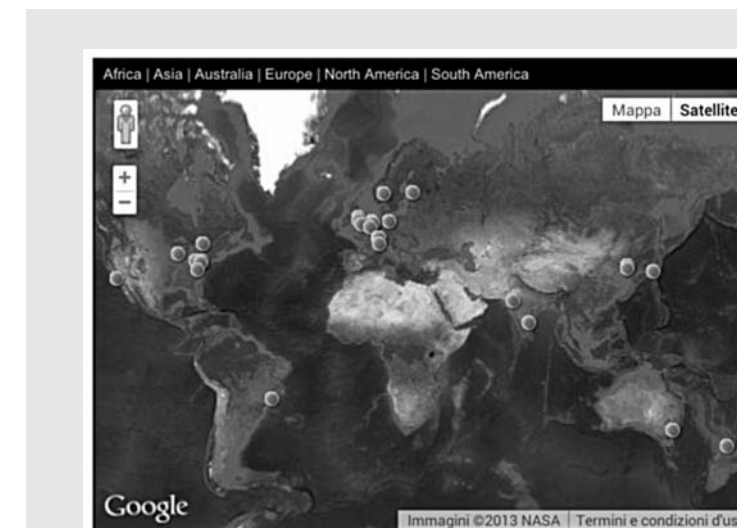 Africa | Asia | Australia | Europe | North America | South America
Mappa Satellite
+
−
Google
Immagini ©2013 NASA Termini e condizioni d'us